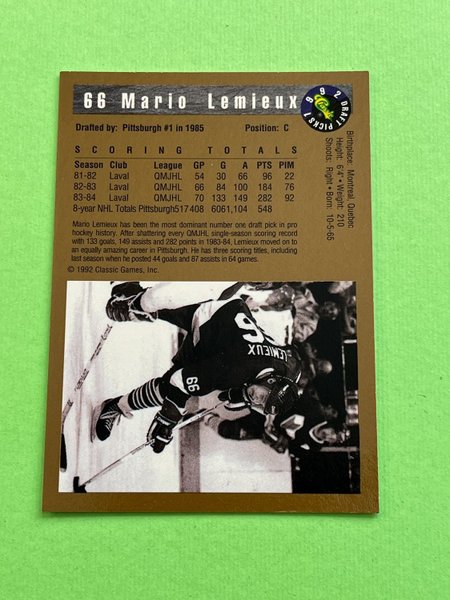 66 Mario Lemieux
Classic
1992 DRAFT PICKS
Drafted by: Pittsburgh #1 in 1985 Position: C
SCORING TOTALS
Season Club League GP G A PTS PIM
81-82 Laval QMJHL 54 30 66 96 22
82-83 Laval QMJHL 66 84 100 184 76
83-84 Laval QMJHL 70 133 149 282 92
8-year NHL Totals Pittsburgh517 408 6061,104 548
Mario Lemieux has been the most dominant number one draft pick in pro
hockey history. After shattering every QMJHL single-season scoring record
with 133 goals, 149 assists and 282 points in 1983-84, Lemieux moved on to
an equally amazing career in Pittsburgh. He has three scoring titles, including
last season when he posted 44 goals and 87 assists in 64 games.
© 1992 Classic Games, Inc.
Birthplace: Montreal, Quebec
Height: 6'4" • Weight: 210
Shoots: Right • Born: 10-5-65
LEMIEUX
66
66